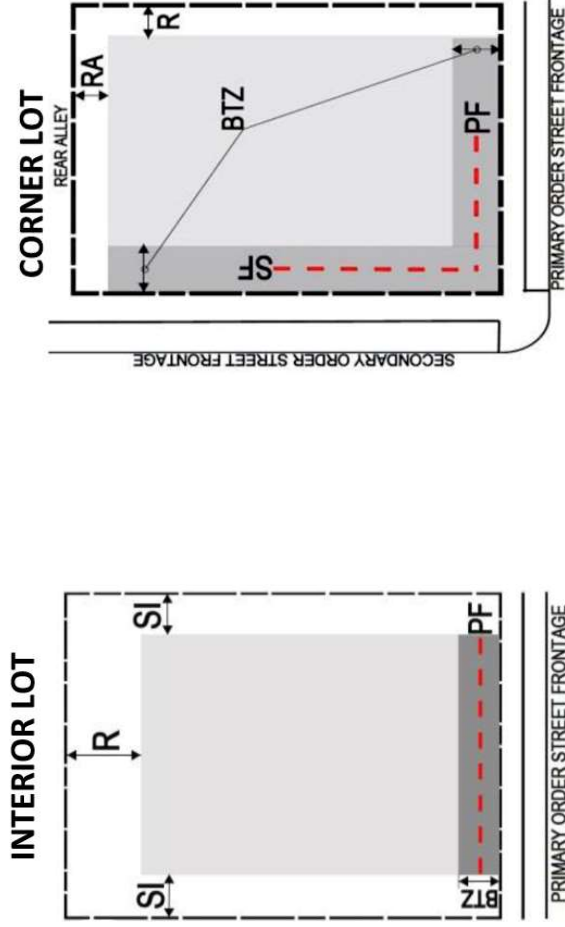 CORNER LOT
REAR ALLEY
RA
R
BTZ
SF
PF
SECONDARY ORDER STREET FRONTAGE
PRIMARY ORDER STREET FRONTAGE
INTERIOR LOT
R
SI
SI
PF
BTZ
PRIMARY ORDER STREET FRONTAGE